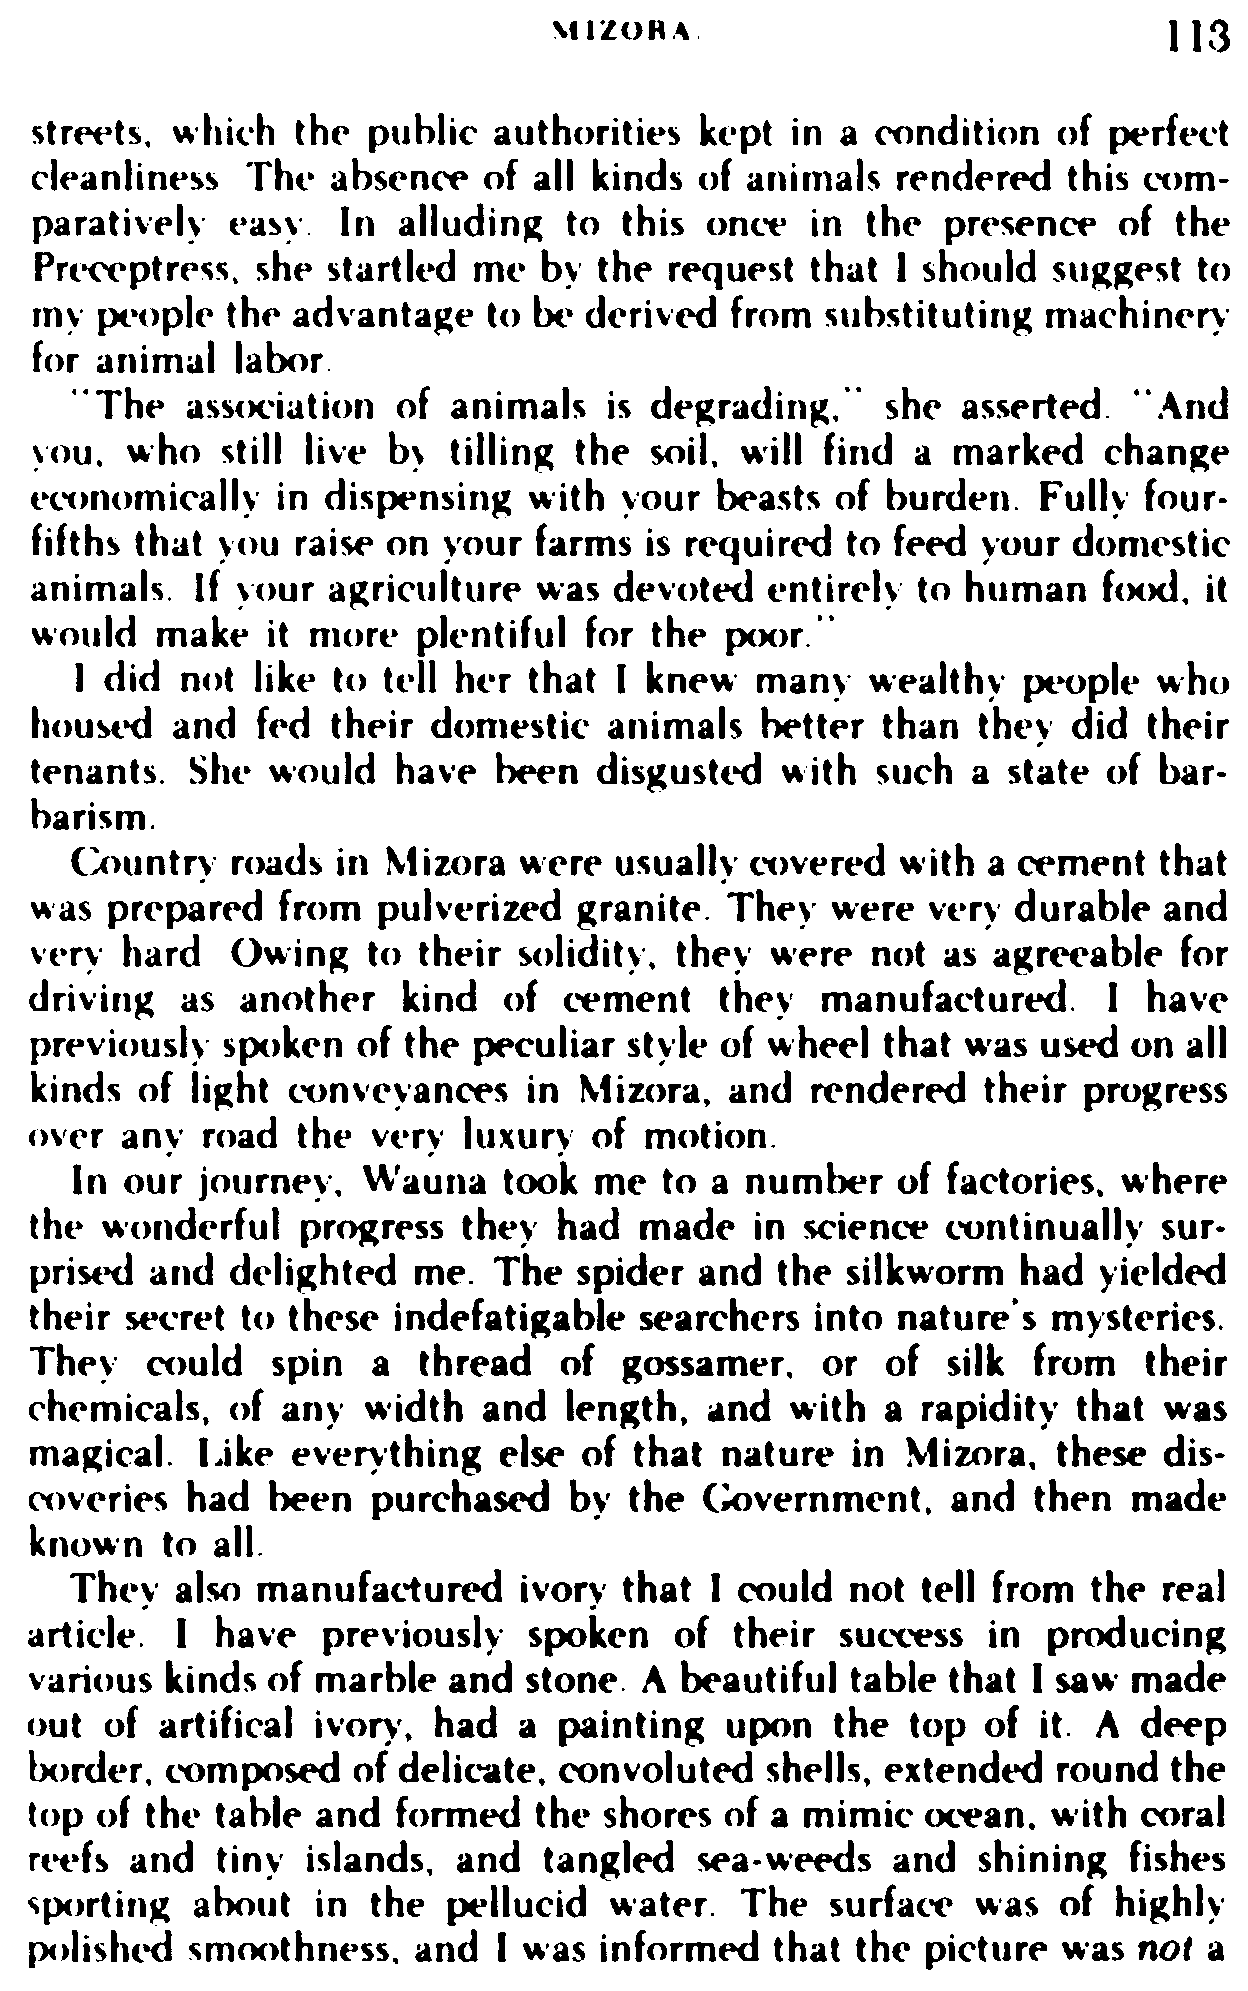 MIZORA. 113
streets, which the public authorities kept in a condition of perfect
cleanliness The absence of all kinds of animals rendered this com-
paratively easy. In alluding to this once in the presence of the
Preceptress, she startled me by the request that I should suggest to
my people the advantage to be derived from substituting machinery
for animal labor.
"The association of animals is degrading," she asserted. "And
you, who still live by tilling the soil, will find a marked change
economically in dispensing with your beasts of burden. Fully four-
fifths that you raise on your farms is required to feed your domestic
animals. If your agriculture was devoted entirely to human food, it
would make it more plentiful for the poor."
I did not like to tell her that I knew many wealthy people who
housed and fed their domestic animals better than they did their
tenants. She would have been disgusted with such a state of bar-
barism.
Country roads in Mizora were usually covered with a cement that
was prepared from pulverized granite. They were very durable and
very hard Owing to their solidity, they were not as agreeable for
driving as another kind of cement they manufactured. I have
previously spoken of the peculiar style of wheel that was used on all
kinds of light conveyances in Mizora, and rendered their progress
over any road the very luxury of motion.
In our journey, Wauna took me to a number of factories, where
the wonderful progress they had made in science continually sur-
prised and delighted me. The spider and the silkworm had yielded
their secret to these indefatigable searchers into nature's mysteries.
They could spin a thread of gossamer, or of silk from their
chemicals, of any width and length, and with a rapidity that was
magical. Like everything else of that nature in Mizora, these dis-
coveries had been purchased by the Government, and then made
known to all.
They also manufactured ivory that I could not tell from the real
article. I have previously spoken of their success in producing
various kinds of marble and stone. A beautiful table that I saw made
out of artifical ivory, had a painting upon the top of it. A deep
border, composed of delicate, convoluted shells, extended round the
top of the table and formed the shores of a mimic ocean, with coral
reefs and tiny islands, and tangled sea-weeds and shining fishes
sporting about in the pellucid water. The surface was of highly
polished smoothness, and I was informed that the picture was not a